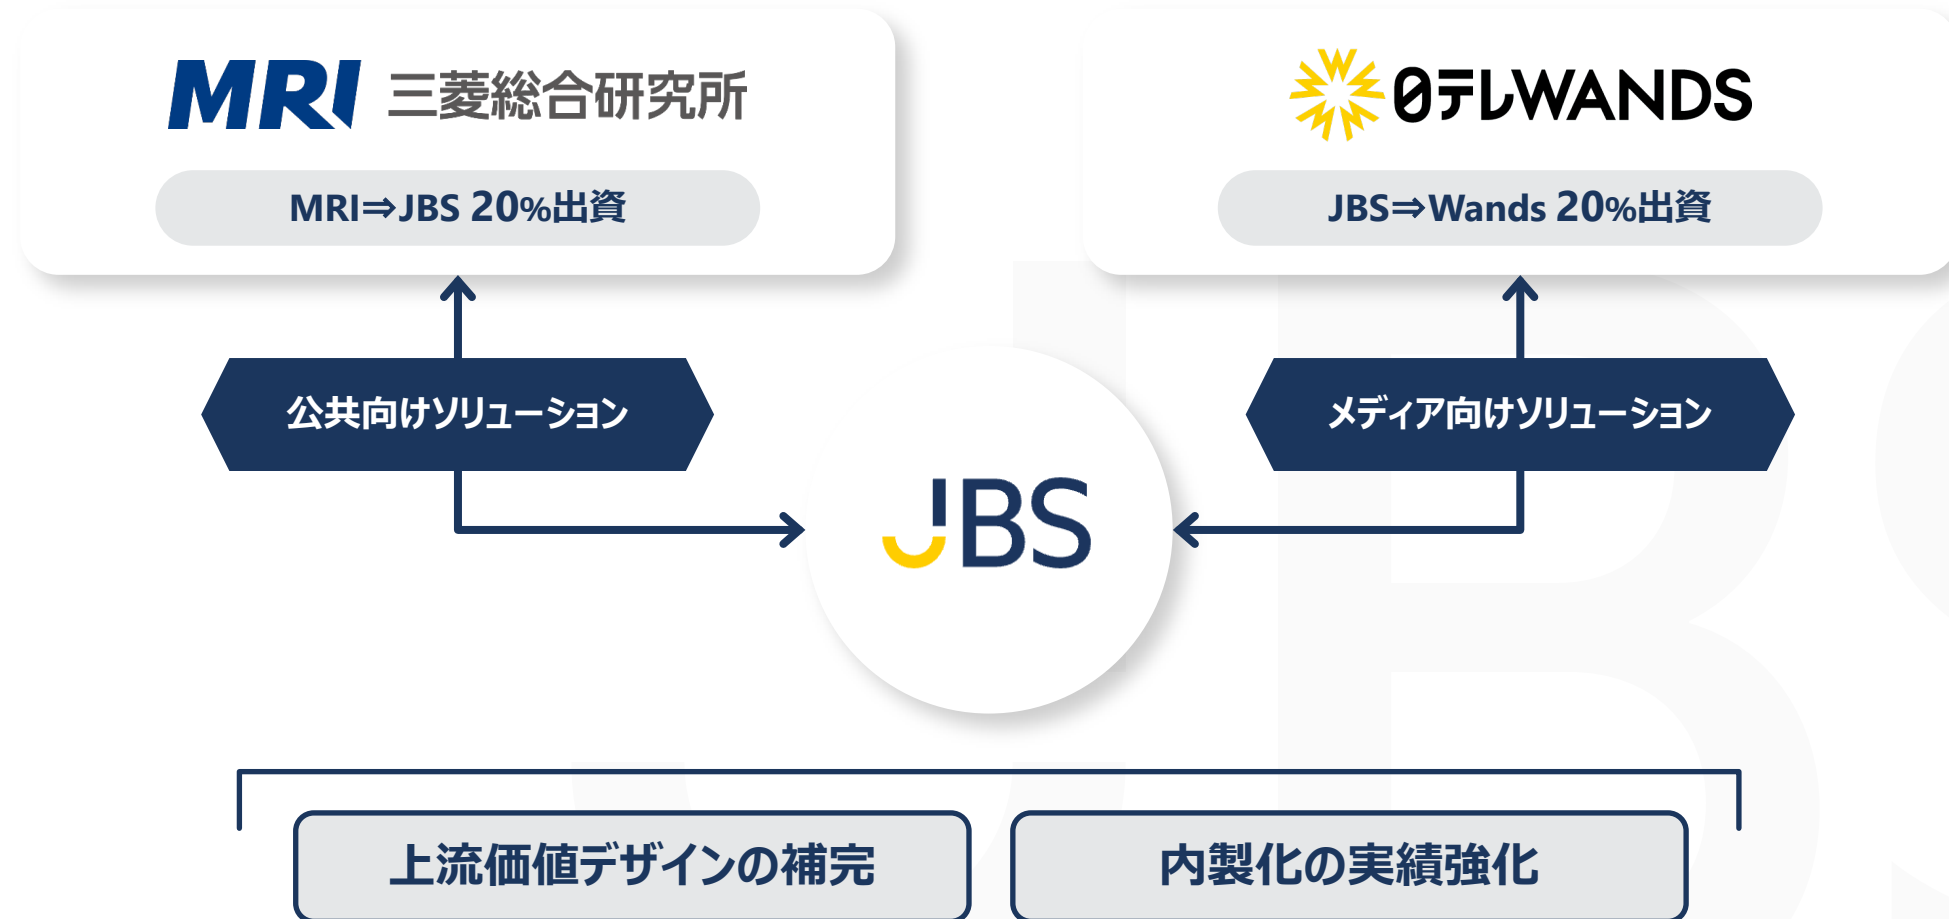 MRI 三菱総合研究所
日テレWANDS
MRI⇒JBS 20%出資
JBS⇒Wands 20%出資
公共向けソリューション
メディア向けソリューション
JBS
上流価値デザインの補完
内製化の実績強化